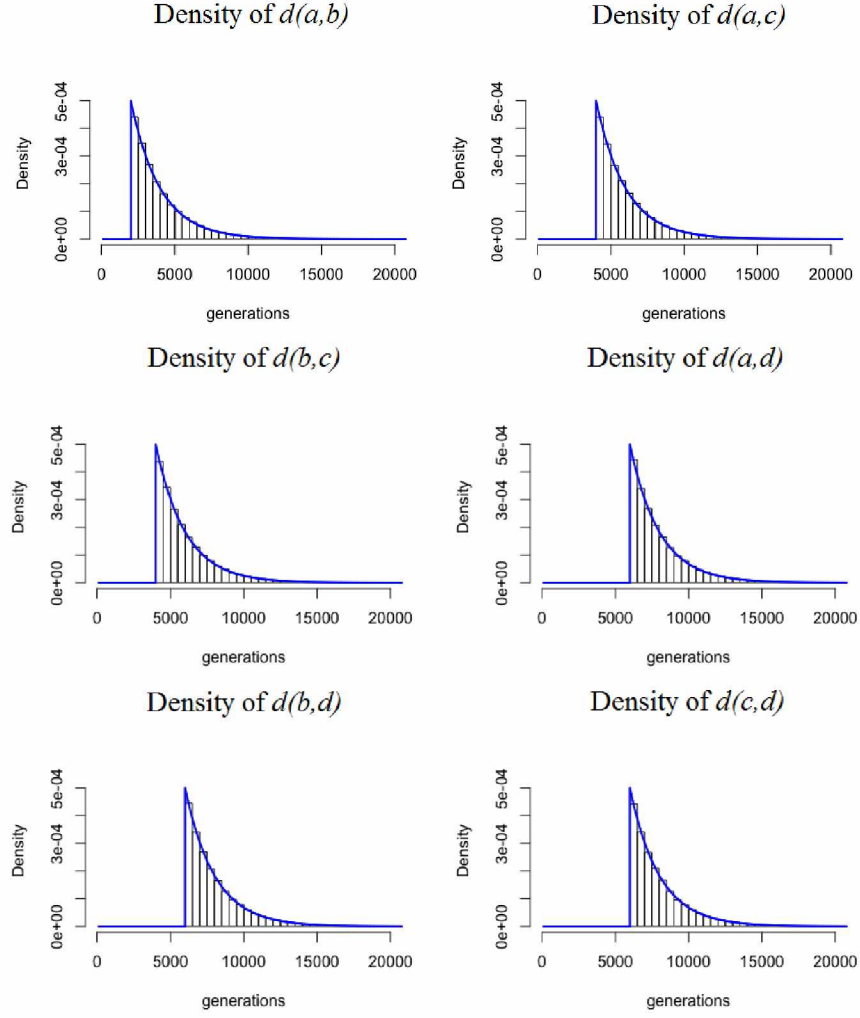 Density of d(a,b)
Density of d(a,c)
Density
0e+00 3e-04 5e-04
0 5000 10000 15000 20000
generations
Density
0e+00 3e-04 5e-04
0 5000 10000 15000 20000
generations
Density of d(b,c)
Density of d(a,d)
Density
0e+00 3e-04 5e-04
0 5000 10000 15000 20000
generations
Density
0e+00 3e-04 5e-04
0 5000 10000 15000 20000
generations
Density of d(b,d)
Density of d(c,d)
Density
0e+00 3e-04 5e-04
0 5000 10000 15000 20000
generations
Density
0e+00 3e-04 5e-04
0 5000 10000 15000 20000
generations